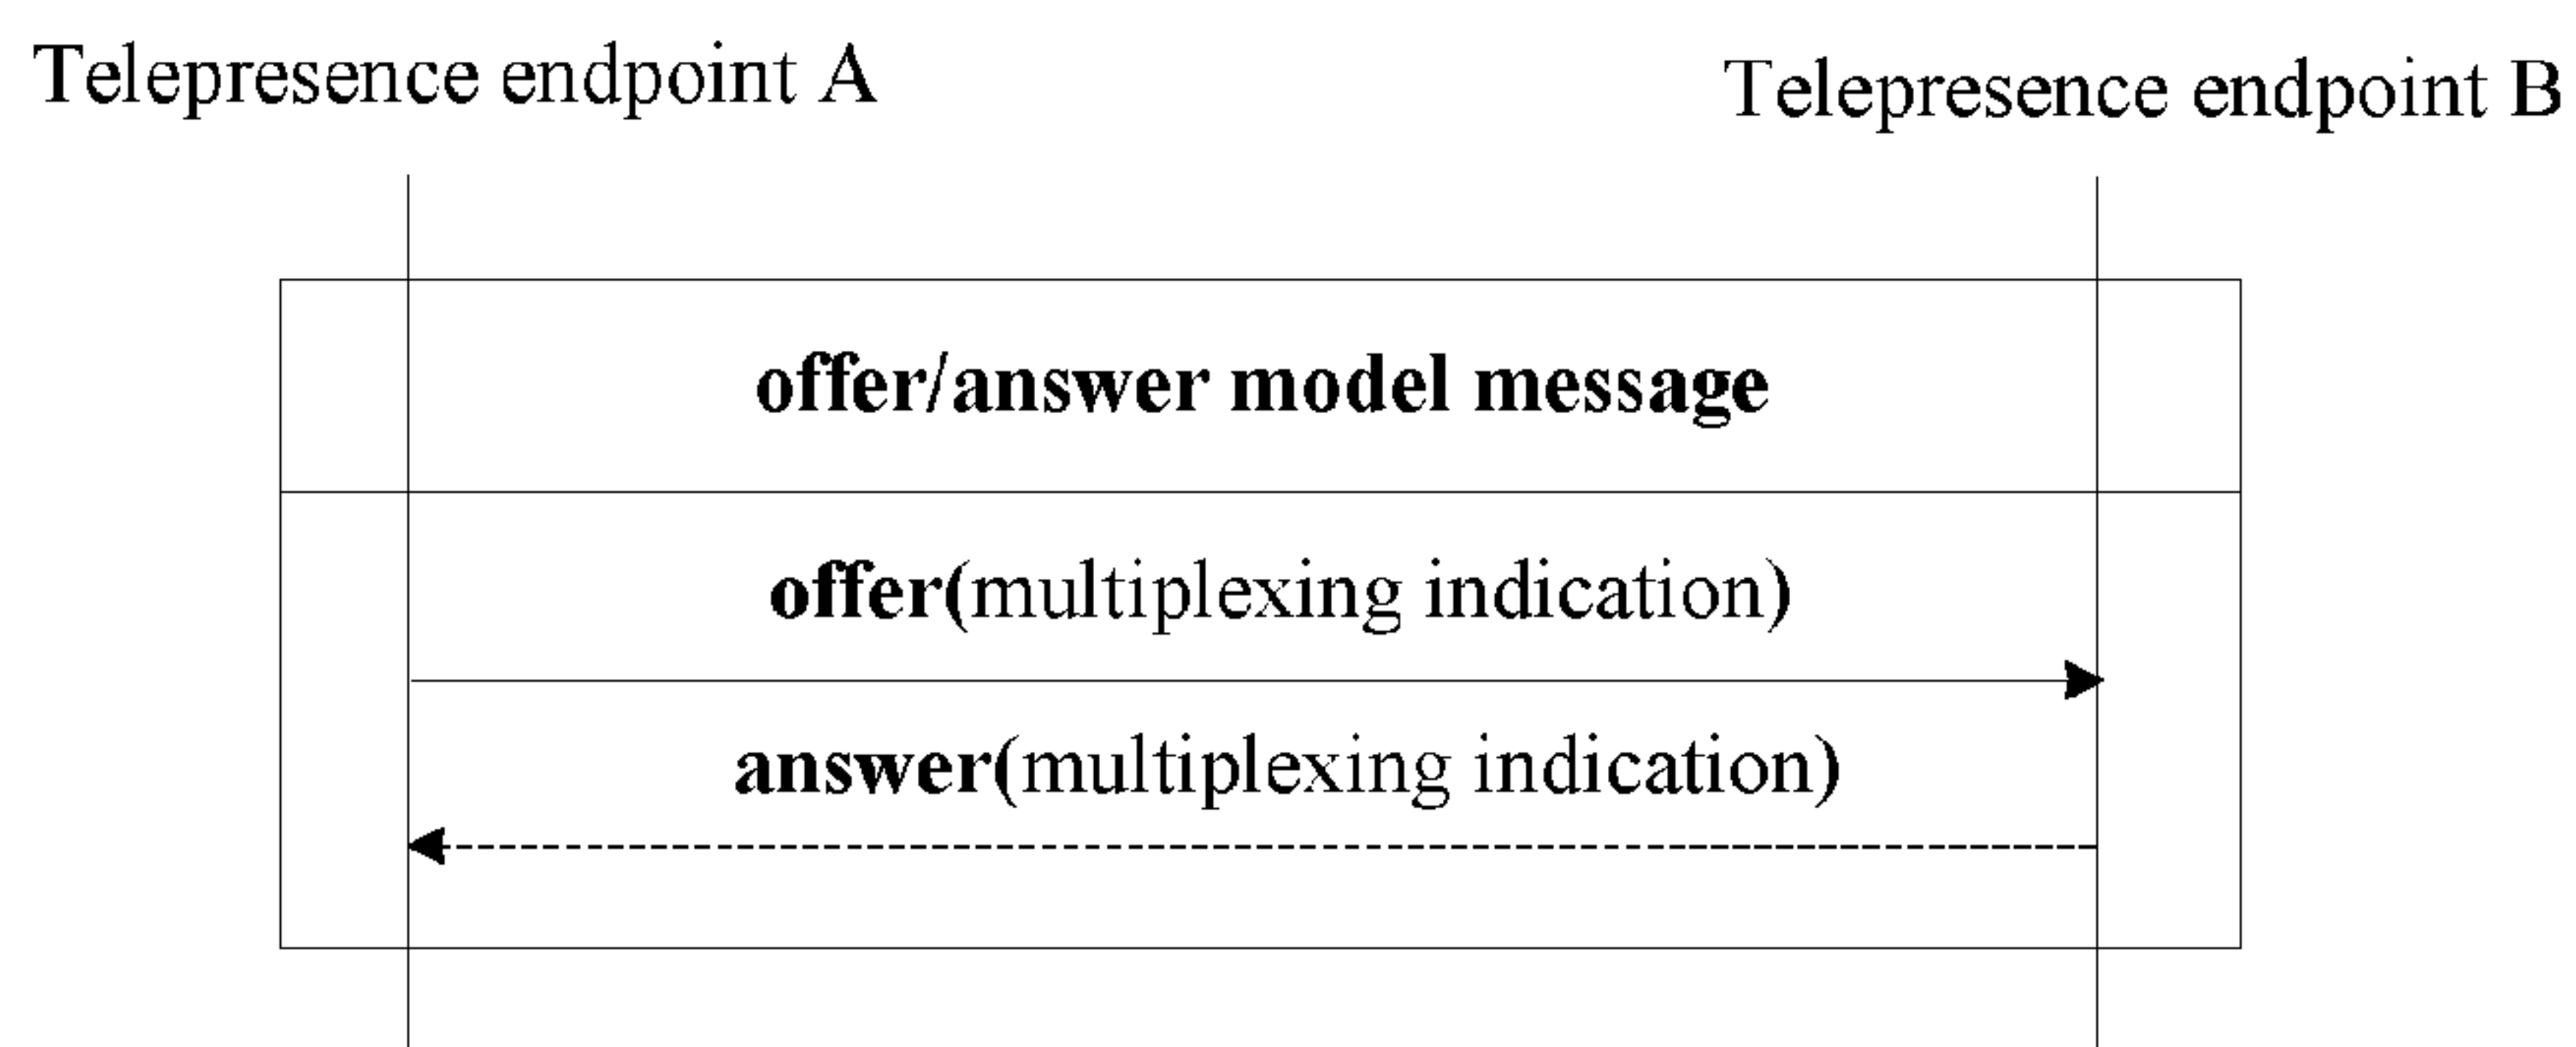 Telepresence endpoint A
Telepresence endpoint B
offer/answer model message
offer(multiplexing indication)
answer(multiplexing indication)